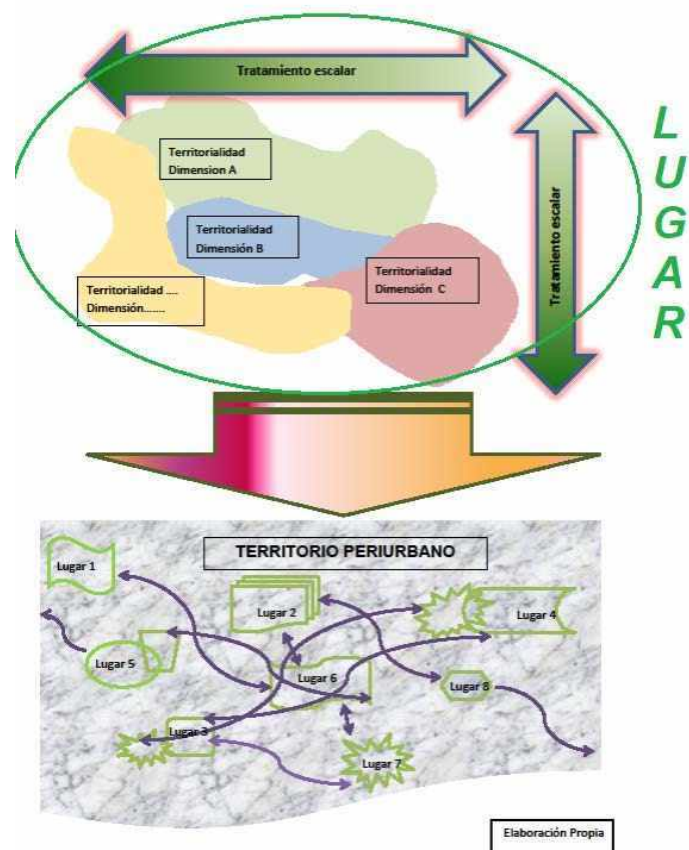 Tratamiento escalar
LUGAR
Territorialidad
Dimension A
Territorialidad
Dimensión B
Territorialidad
Dimensión C
Territorialidad ....
Dimensión.......
Tratamiento escalar
TERRITORIO PERIURBANO
Lugar 1
Lugar 2
Lugar 4
Lugar 5
Lugar 6
Lugar 8
Lugar 3
Lugar 7
Elaboración Propia